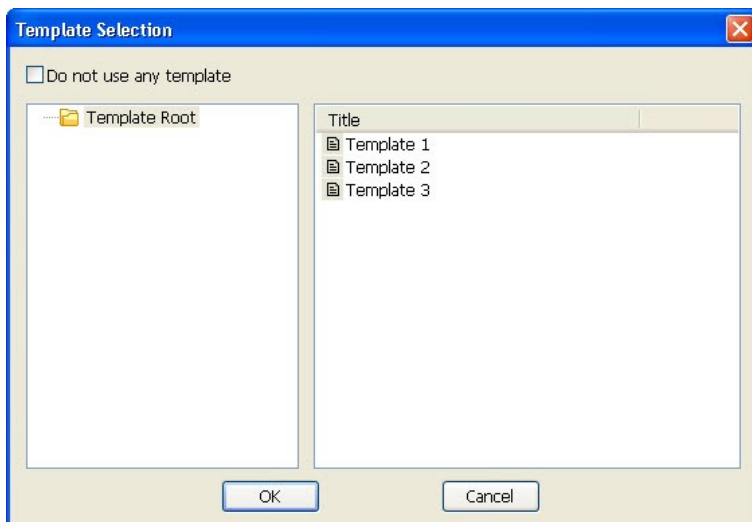 Template Selection
Do not use any template
Template Root
Title
Template 1
Template 2
Template 3
OK
Cancel